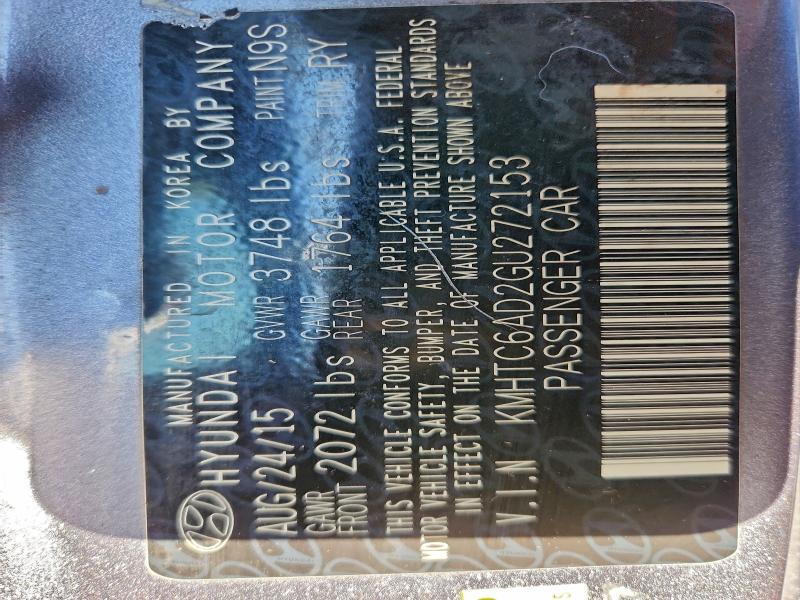 MANUFACTURED IN KOREA BY
HYUNDAI MOTOR COMPANY
AUG/24/15 GVWR 3748 lbs PAINT N9S
GAWR GAWR
FRONT 2072 lbs REAR 1764 lbs TRIM RY
THIS VEHICLE CONFORMS TO ALL APPLICABLE U.S.A. FEDERAL
MOTOR VEHICLE SAFETY, BUMPER, AND THEFT PREVENTION STANDARDS
IN EFFECT ON THE DATE OF MANUFACTURE SHOWN ABOVE
V.I.N KMHTC6AD2GU272153
PASSENGER CAR